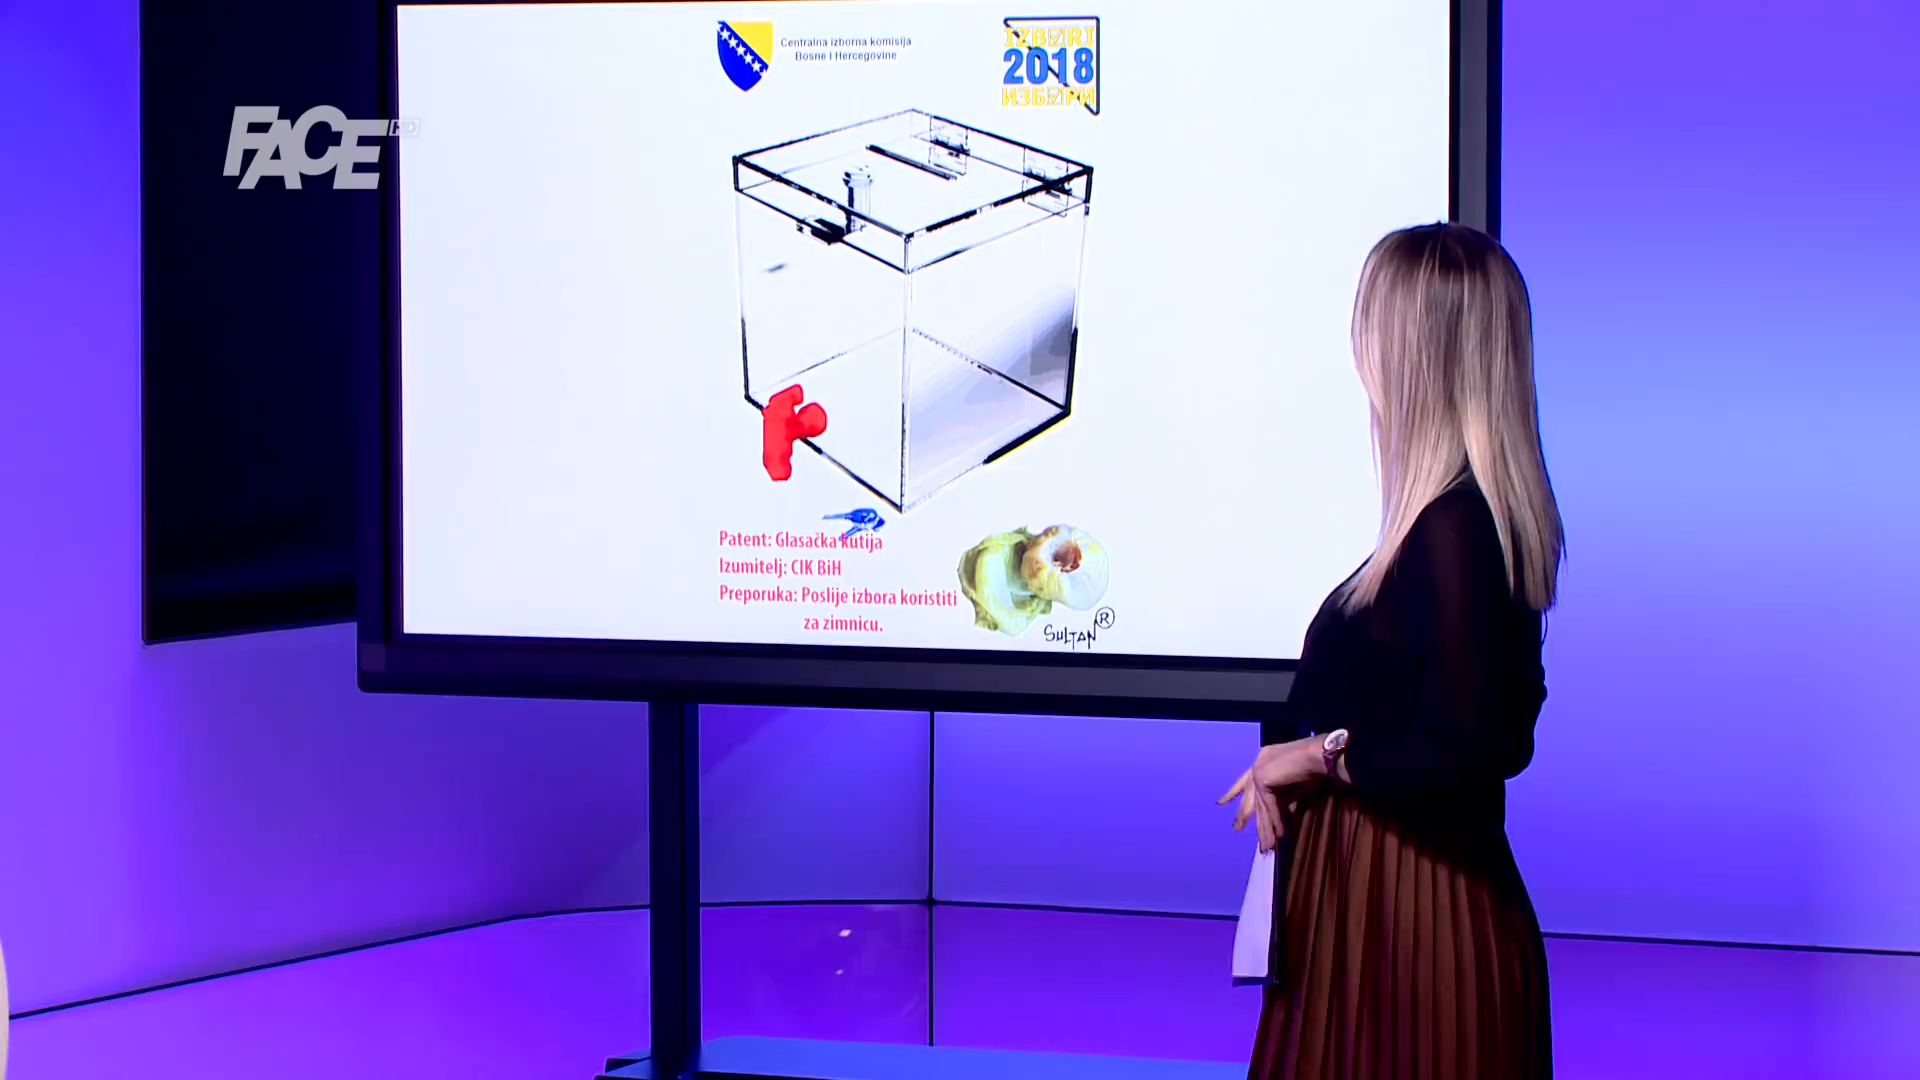 Centralna izborna komisija
Bosne i Hercegovine
IZBORI
2018
ИЗБОРИ
FACE HD
Patent: Glasačka kutija
Izumitelj: CIK BiH
Preporuka: Poslije izbora koristiti
za zimnicu.
SULTAN ®